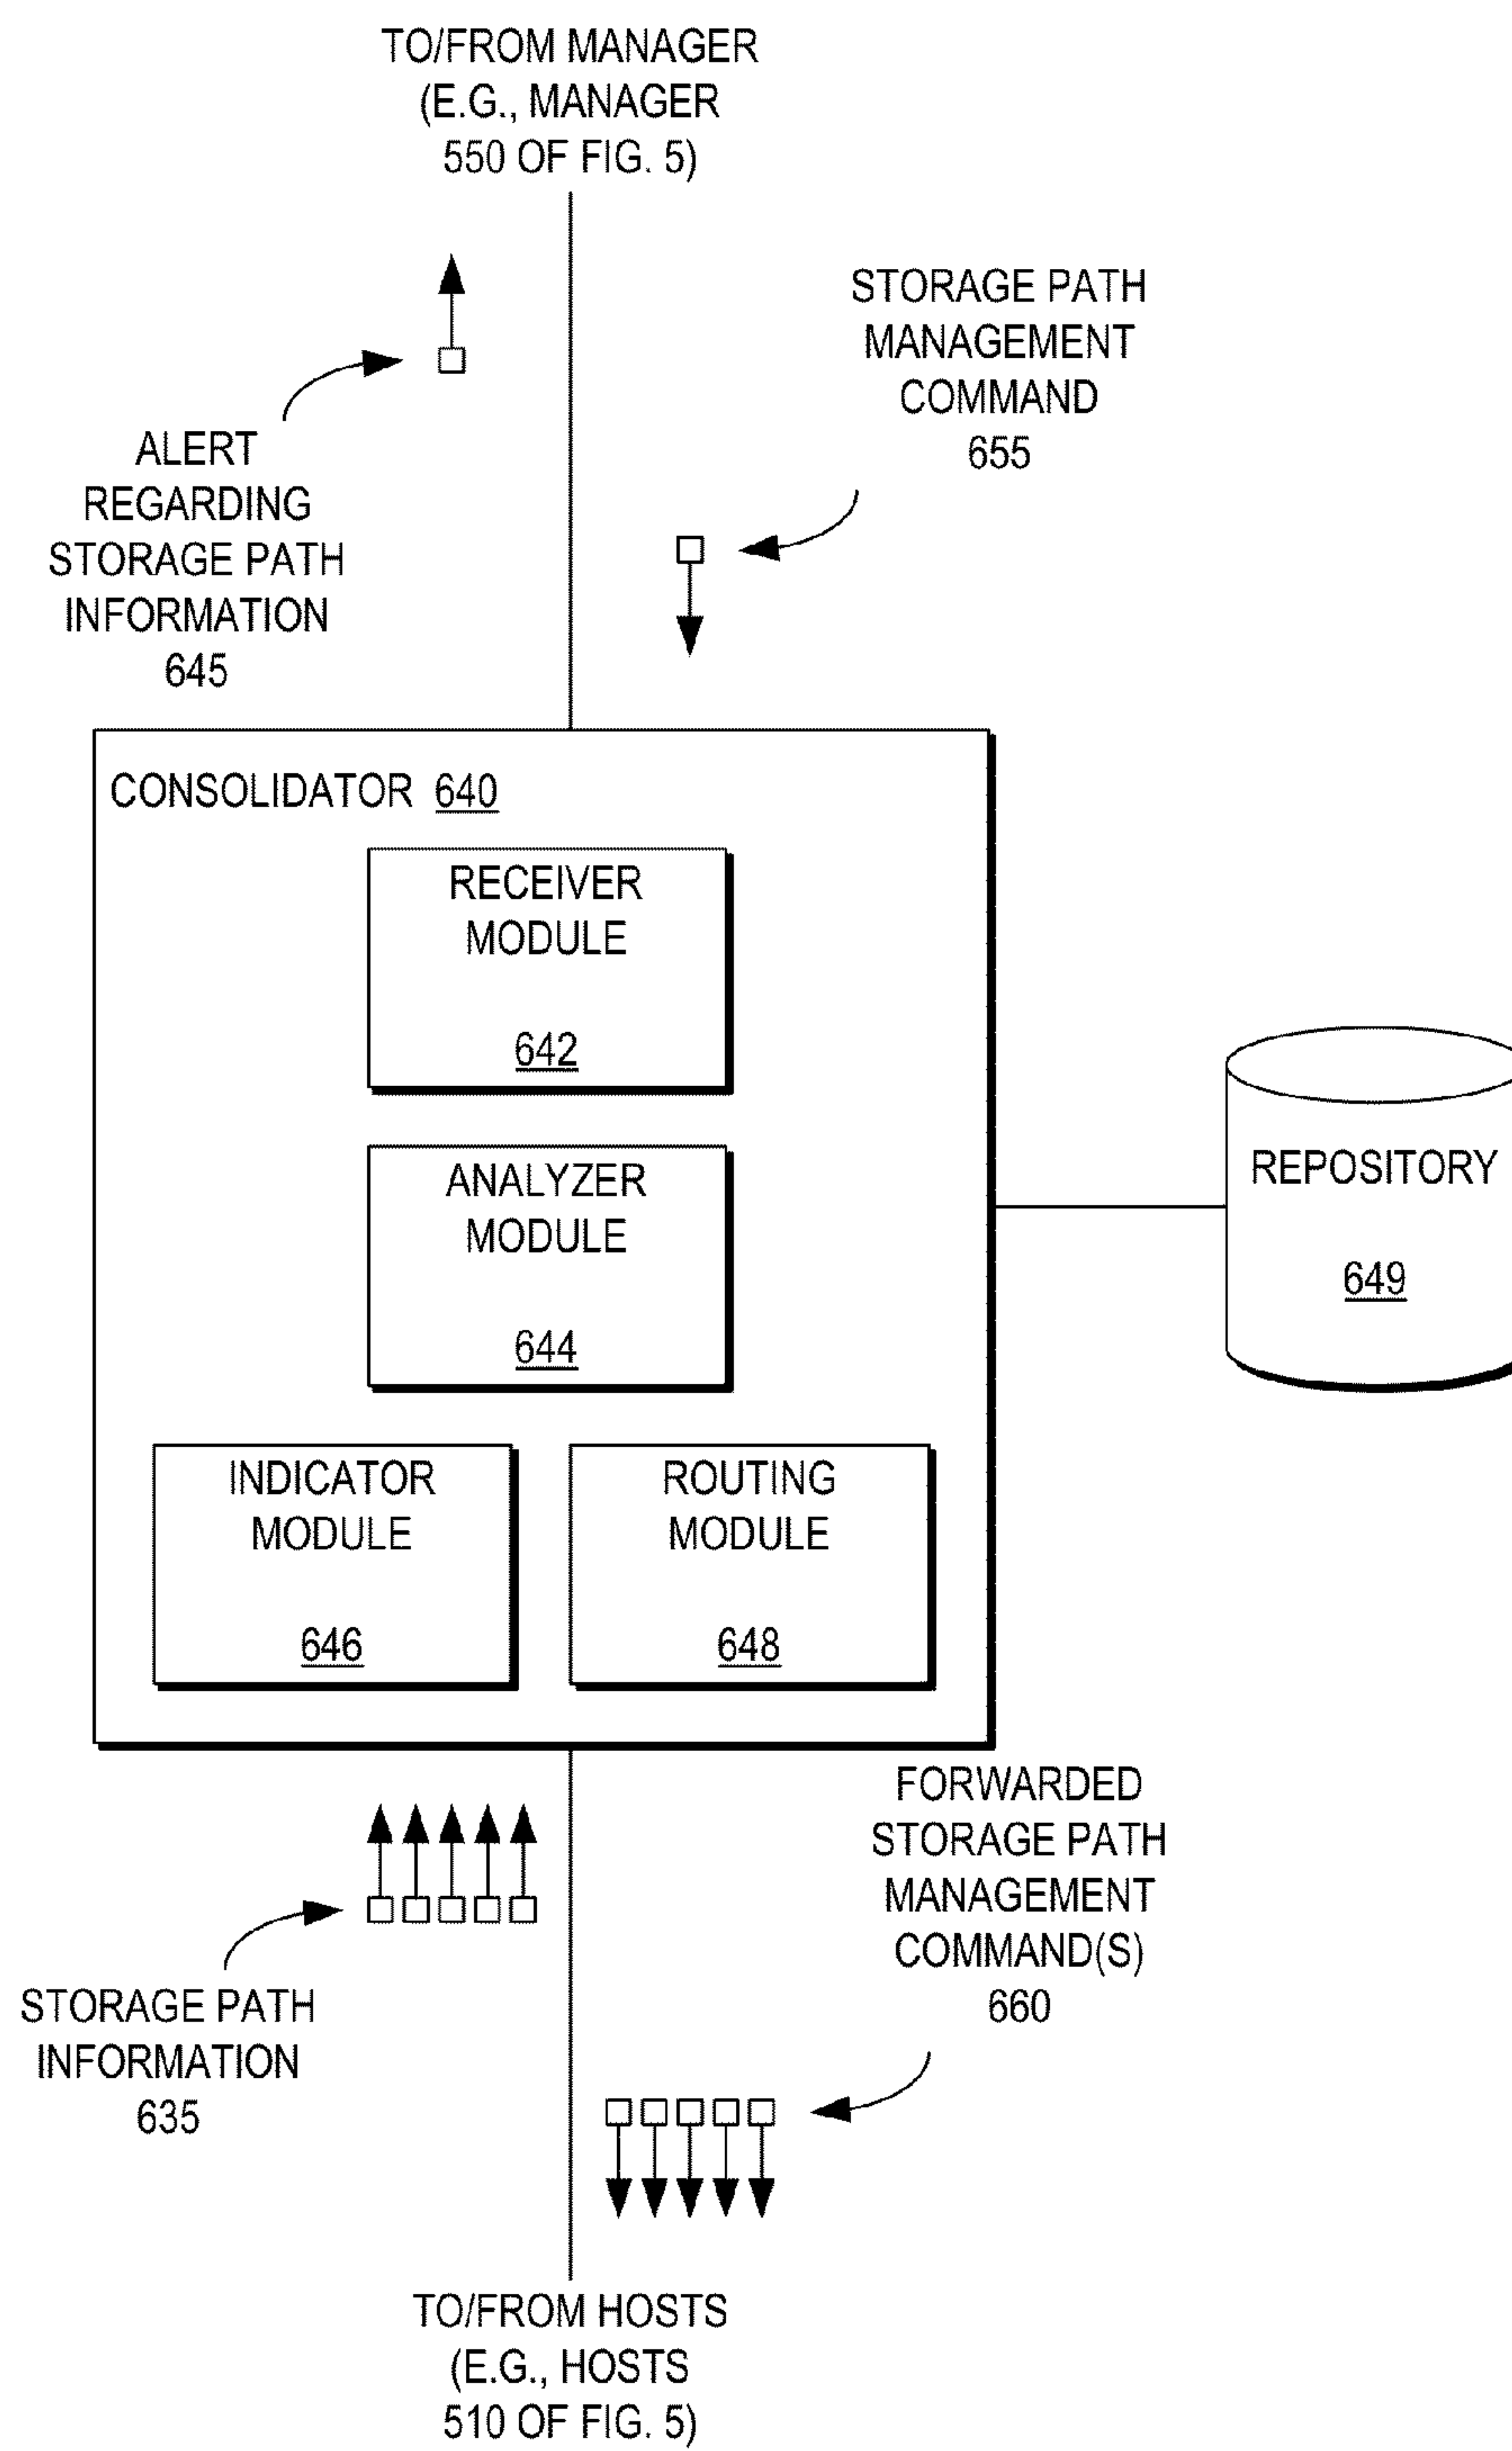 TO/FROM MANAGER
(E.G., MANAGER
550 OF FIG. 5)
STORAGE PATH
MANAGEMENT
COMMAND
655
ALERT
REGARDING
STORAGE PATH
INFORMATION
645
CONSOLIDATOR 640
RECEIVER
MODULE
642
ANALYZER
MODULE
644
REPOSITORY
649
INDICATOR
MODULE
646
ROUTING
MODULE
648
FORWARDED
STORAGE PATH
MANAGEMENT
COMMAND(S)
660
STORAGE PATH
INFORMATION
635
TO/FROM HOSTS
(E.G., HOSTS
510 OF FIG. 5)